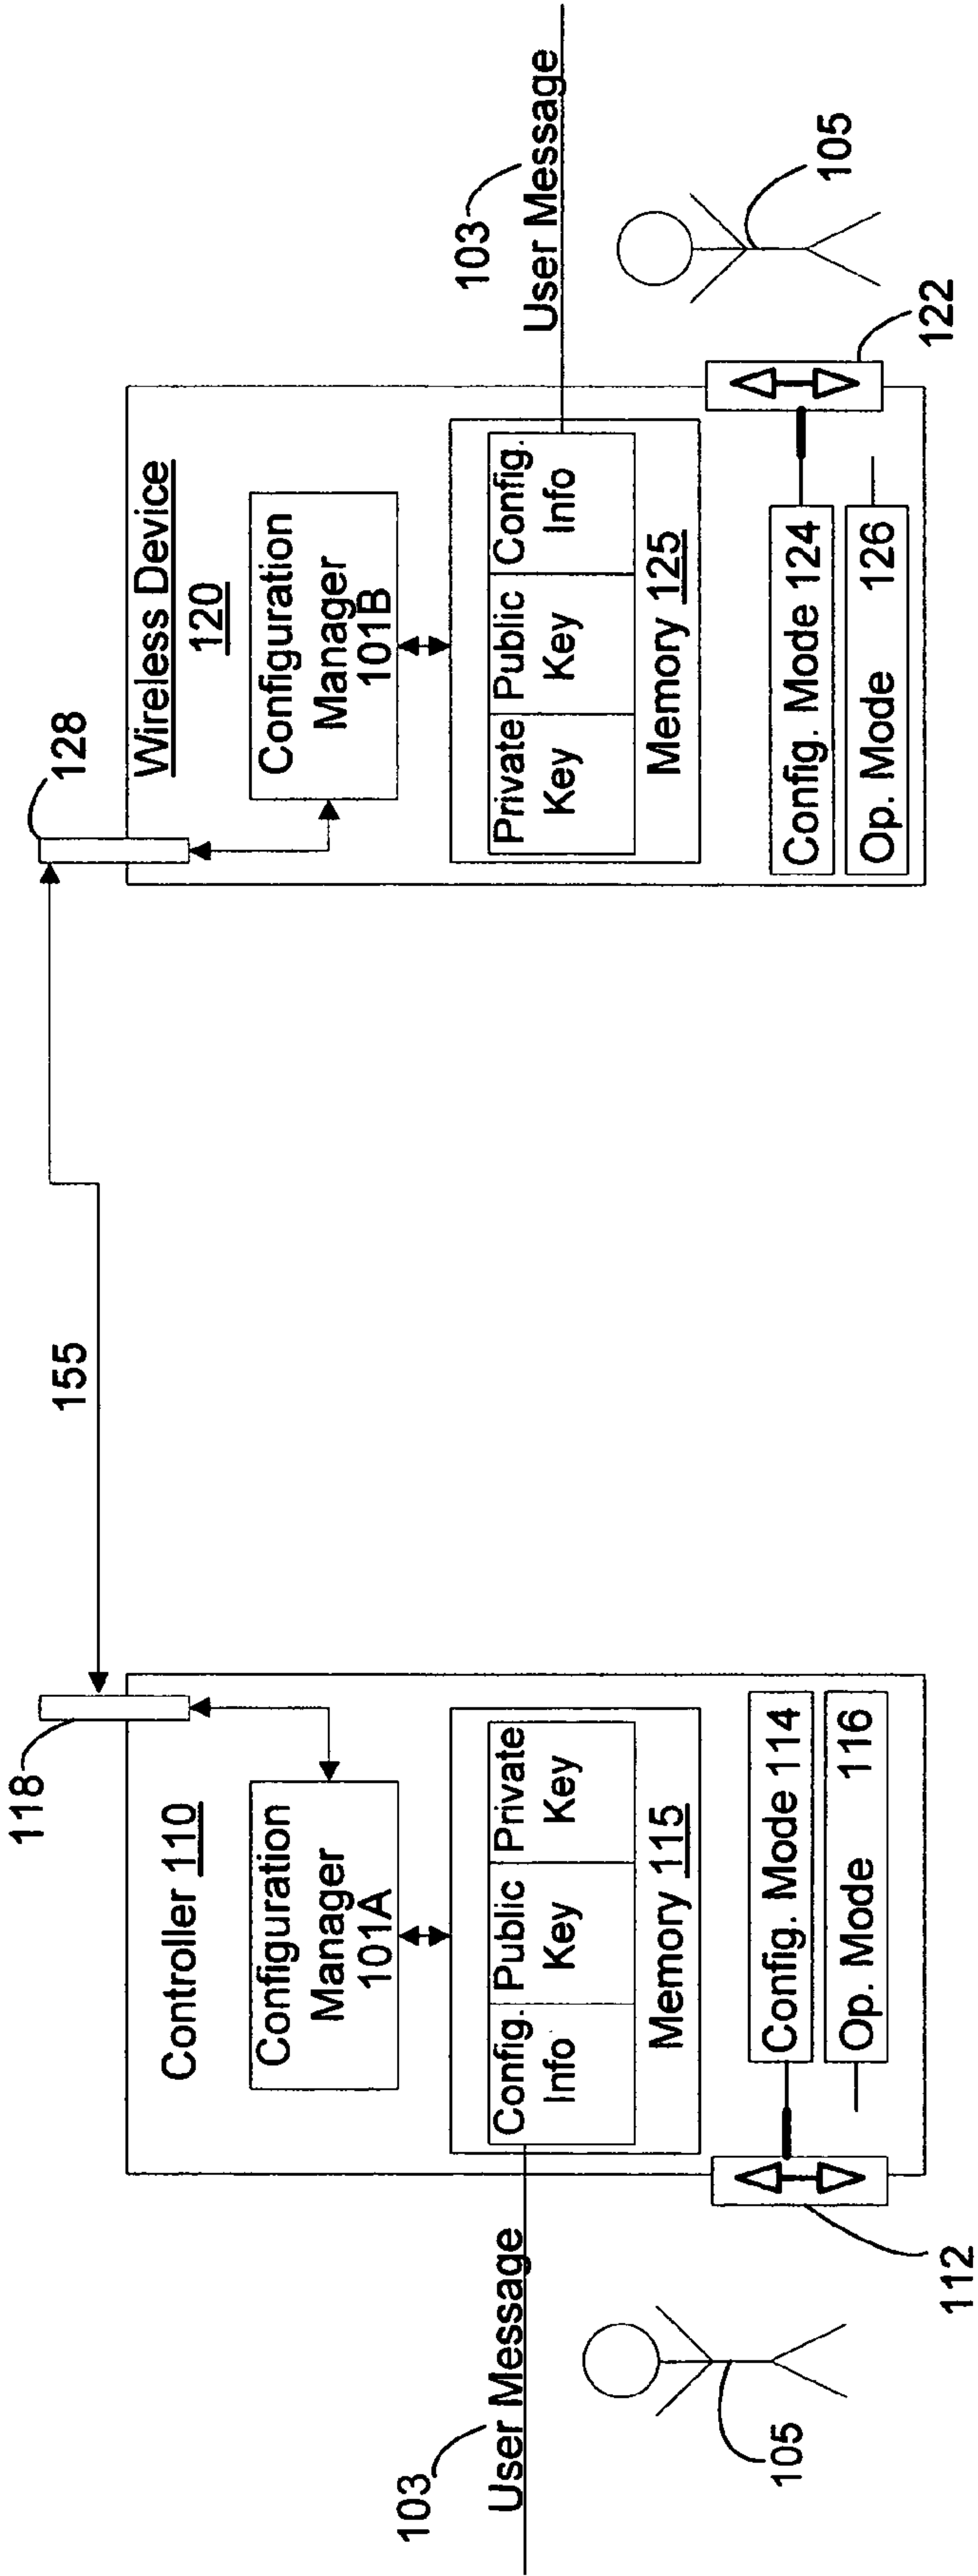 118
155
128
Controller 110
Configuration
Manager
101A
Config.
Info
Public
Key
Private
Key
Memory 115
Config. Mode 114
Op. Mode 116
103
User Message
105
112
Wireless Device
120
Configuration
Manager
101B
Private
Key
Public
Key
Config.
Info
Memory 125
Config. Mode 124
Op. Mode 126
103
User Message
105
122